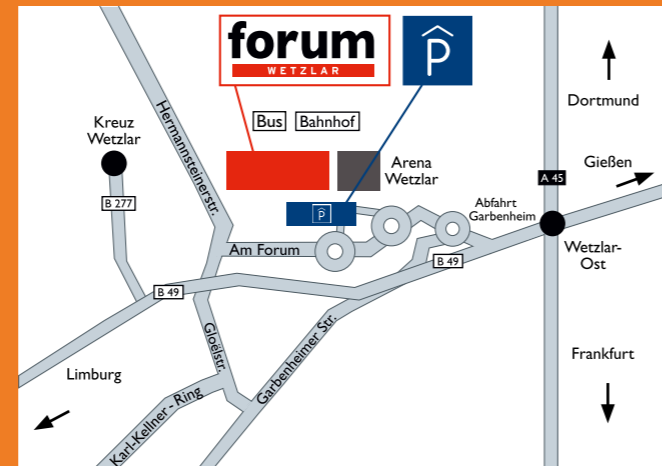 forum
WETZLAR
P
Dortmund
Bus
Bahnhof
Kreuz
Wetzlar
Hermannsteinerstr.
Gießen
Arena
Wetzlar
A 45
B 277
P
Abfahrt
Garbenheim
Am Forum
Wetzlar-
Ost
B 49
B 49
Gloëlstr.
Garbenheimer Str.
Frankfurt
Limburg
Karl-Kellner - Ring